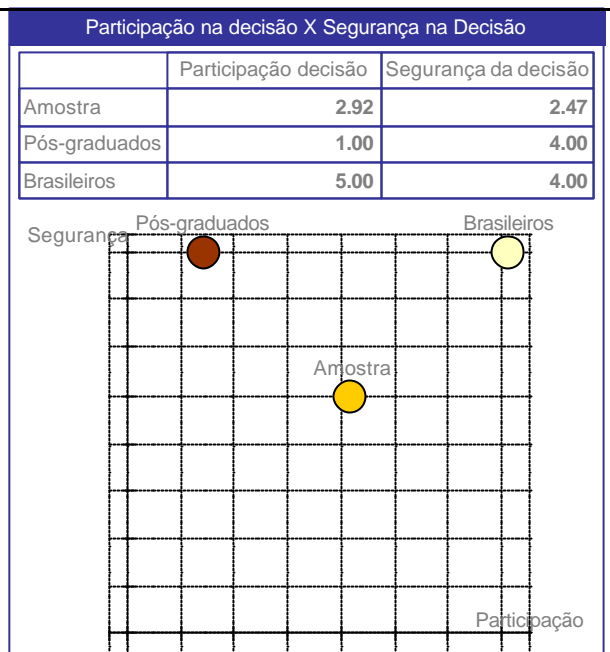 Participação na decisão X Segurança na Decisão
Participação decisão Segurança da decisão
Amostra 2.92 2.47
Pós-graduados 1.00 4.00
Brasileiros 5.00 4.00
Pós-graduados Brasileiros
Segurança
Amostra
Participação